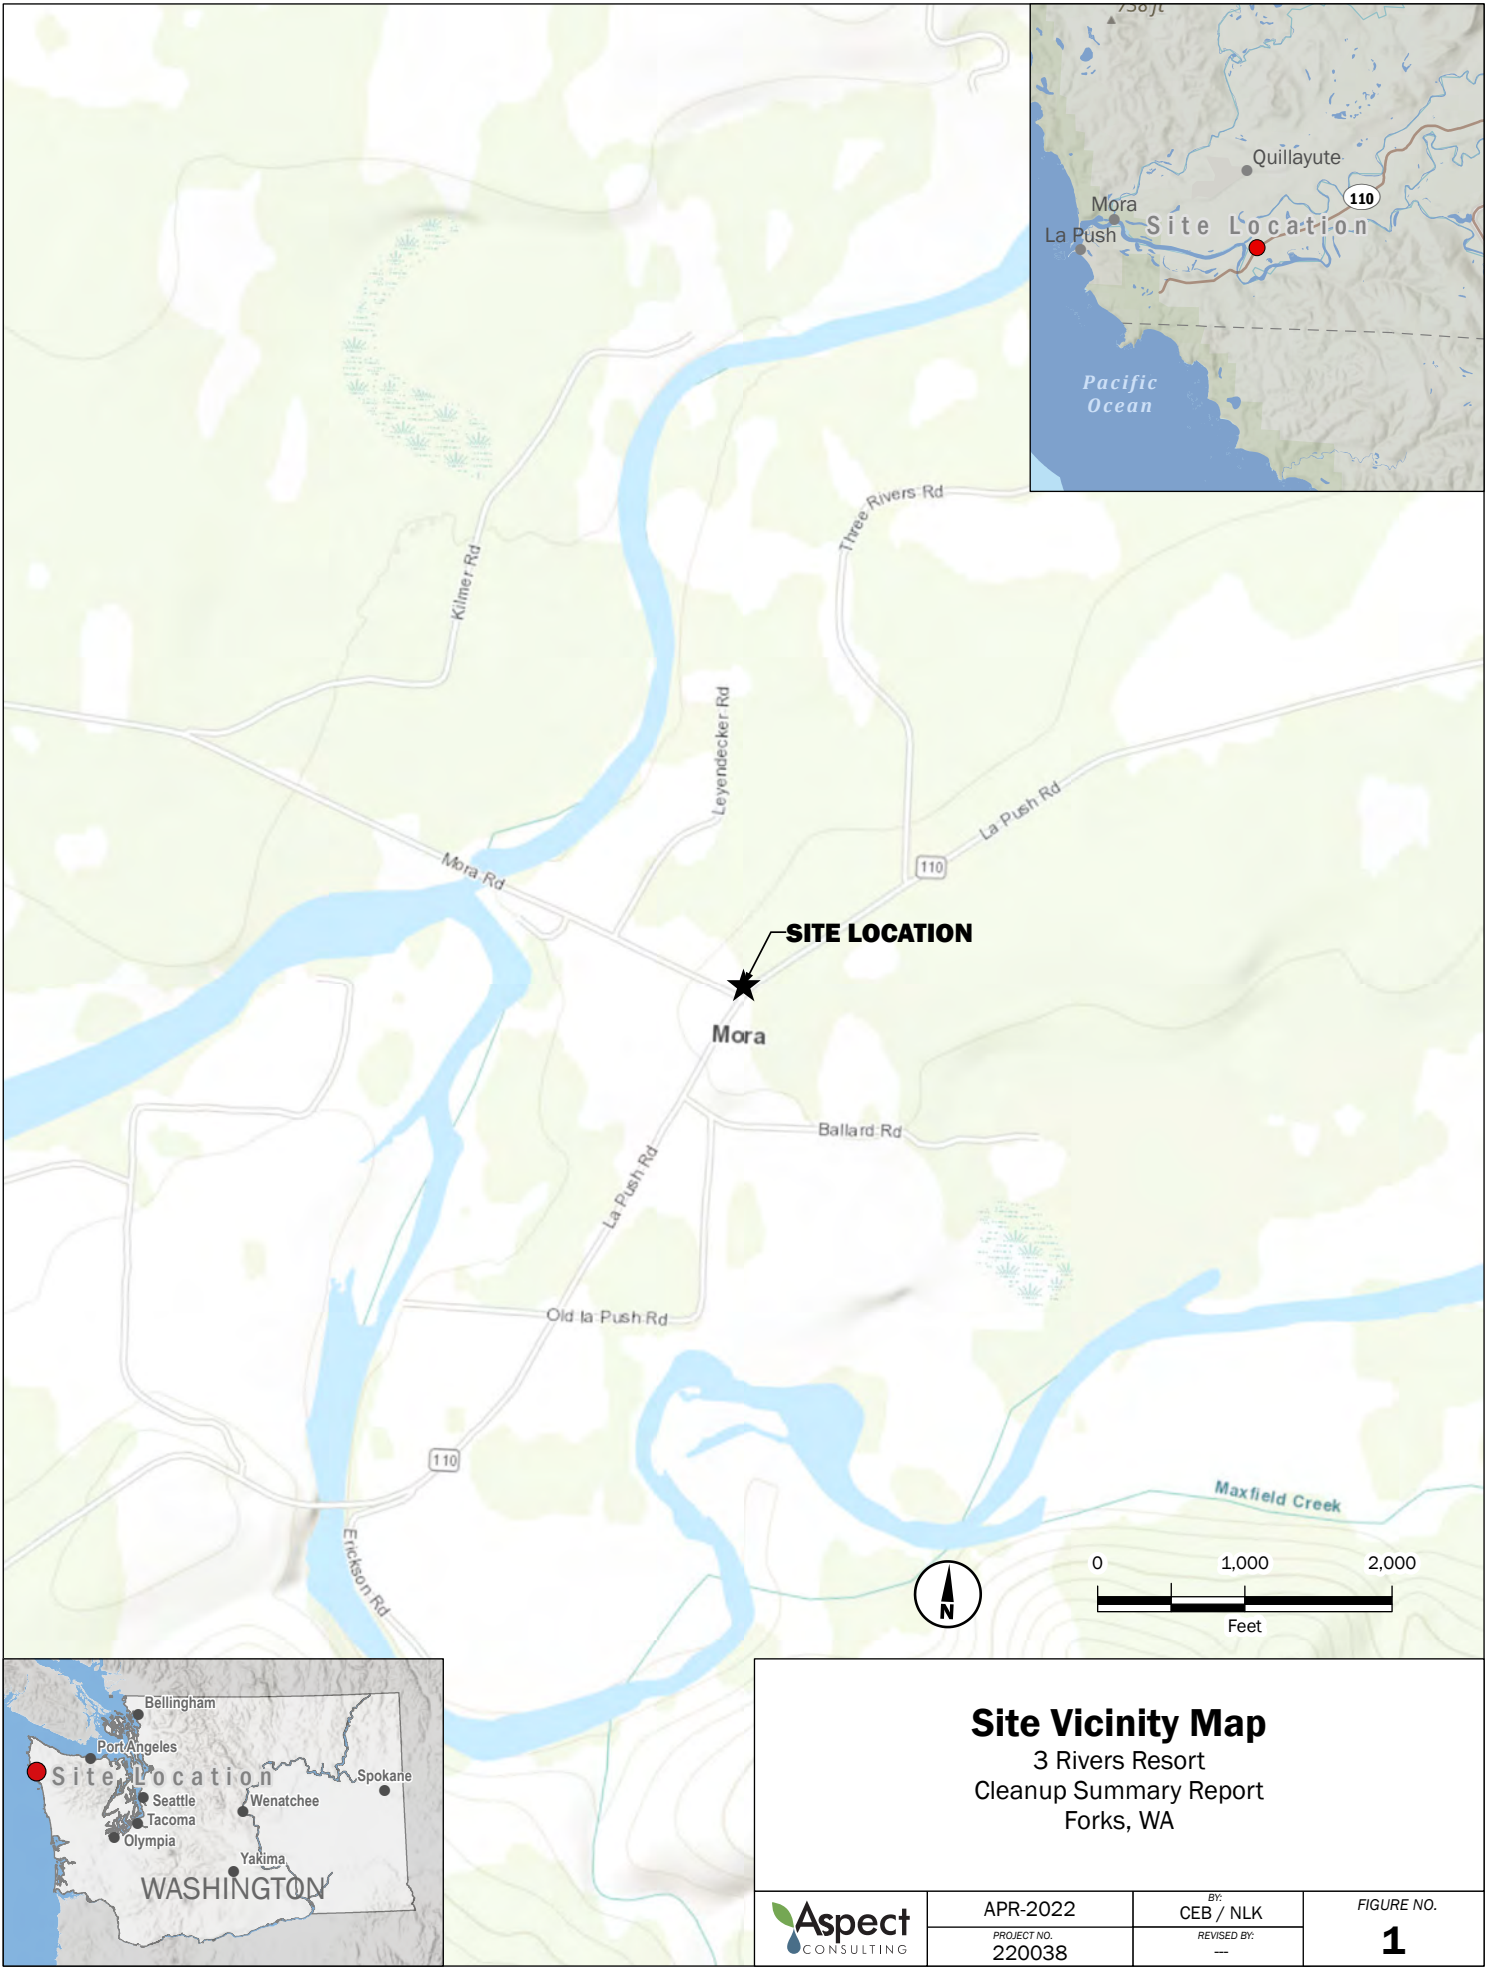 738 ft
Quillayute
110
Mora
Site Location
La Push
Pacific
Ocean
Three Rivers Rd
Kilmer Rd
Leyendecker Rd
La Push Rd
Mora Rd
110
SITE LOCATION
Mora
Ballard Rd
La Push Rd
Old la Push Rd
110
Maxfield Creek
Erickson Rd
0 1,000 2,000
Feet
N
Bellingham
Port Angeles
Site Location
Spokane
Seattle
Wenatchee
Tacoma
Olympia
Yakima
WASHINGTON
Site Vicinity Map
3 Rivers Resort
Cleanup Summary Report
Forks, WA
Aspect
CONSULTING
APR-2022
PROJECT NO.
220038
BY:
CEB / NLK
REVISED BY:
---
FIGURE NO.
1